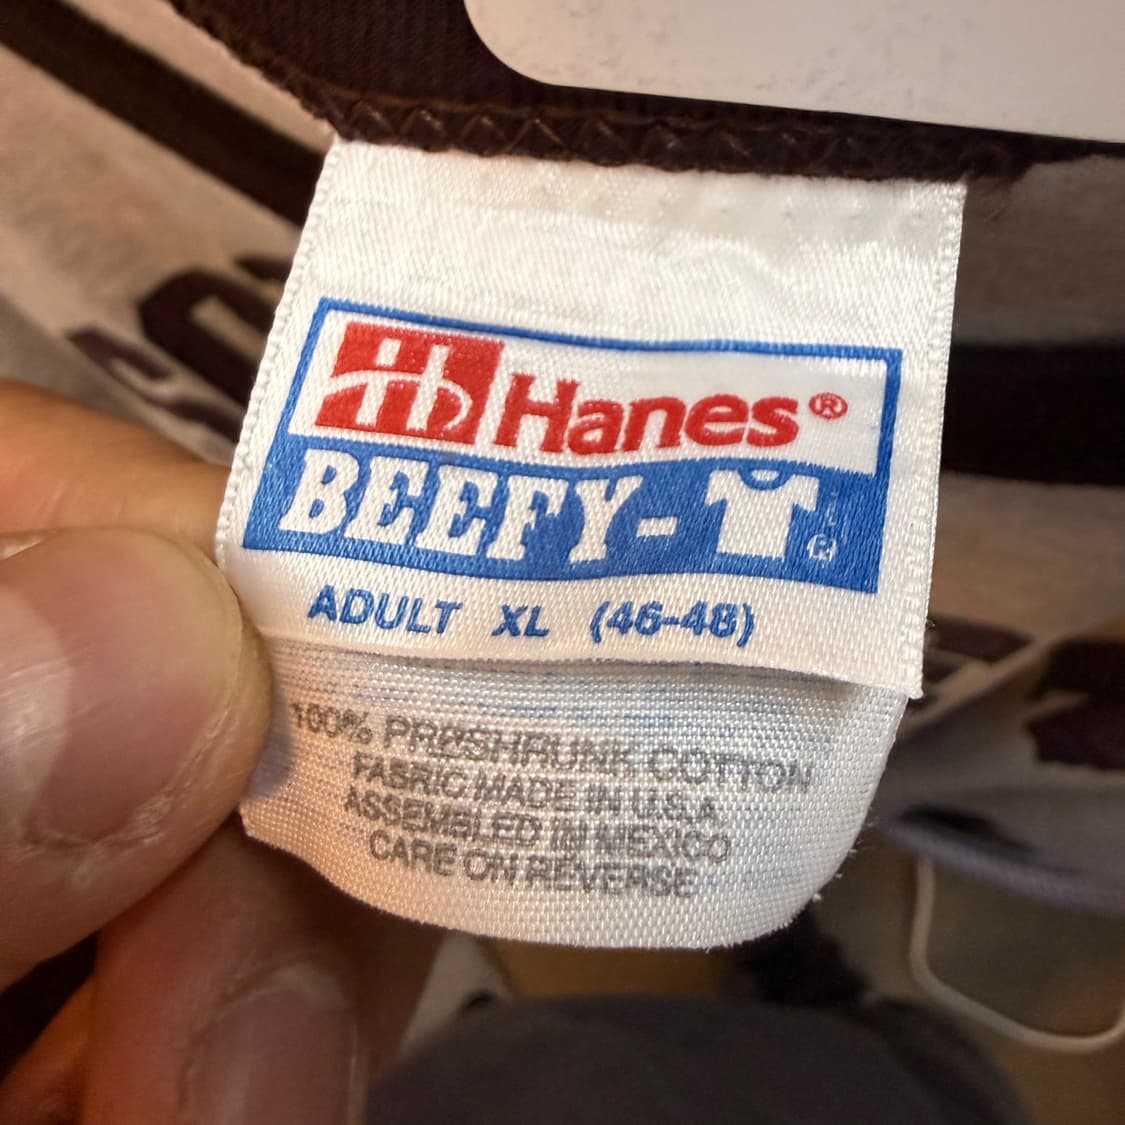 Hanes®
BEEFY-T®
ADULT XL (46-48)
100% PRESHRUNK COTTON
FABRIC MADE IN U.S.A
ASSEMBLED IN MEXICO
CARE ON REVERSE